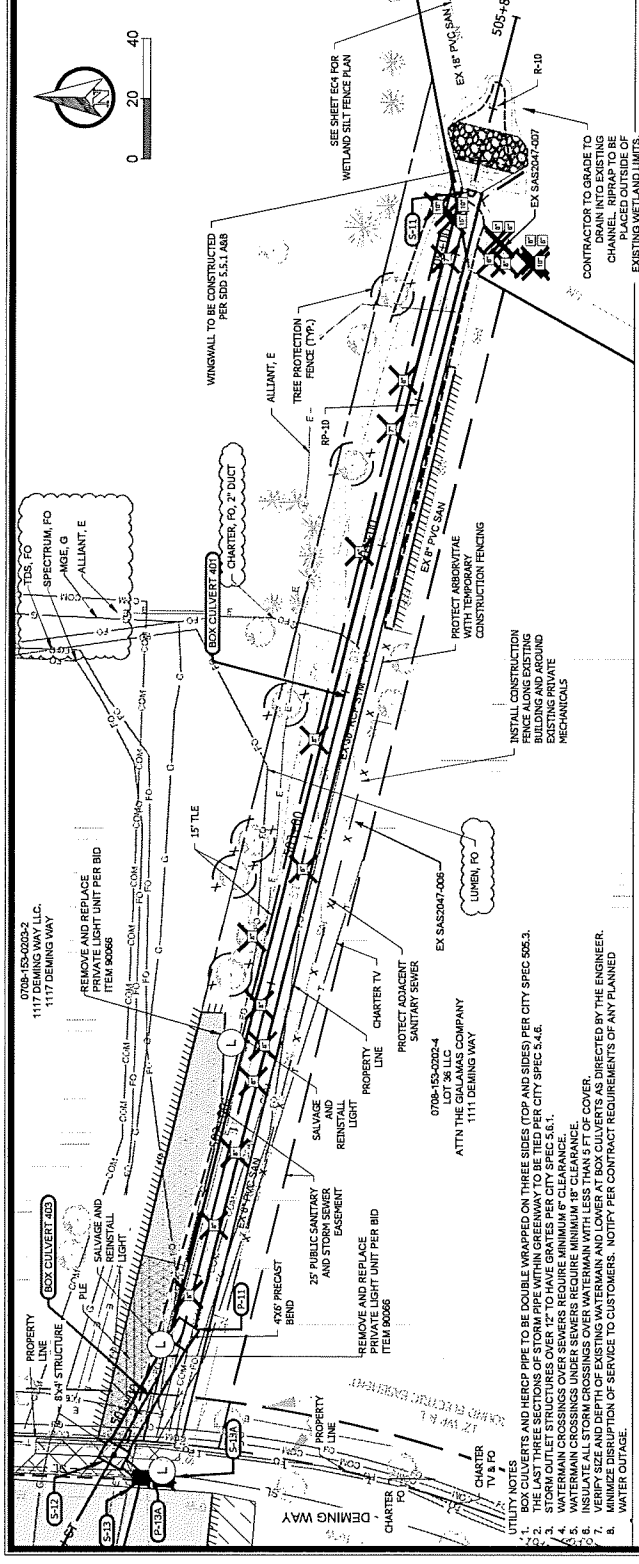 0 20 40
SEE SHEET EC4 FOR
WETLAND SILT FENCE PLAN
EX 18" PVC SAN
505+8
R-10
EX SAS2047-007
CONTRACTOR TO GRADE TO
DRAIN INTO EXISTING
CHANNEL. RIPRAP TO BE
PLACED OUTSIDE OF
EXISTING WETLAND LIMITS.
WINGWALL TO BE CONSTRUCTED
PER SDD 5.5.1 A&B
S-11
TREE PROTECTION
FENCE (TYP.)
ALLIANT, E
RP-10
EX 8" PVC SAN
TDS, FO
SPECTRUM, FO
MGE, G
ALLIANT, E
CHARTER, FO, 2" DUCT
BOX CULVERT 401
PROTECT ARBORVITAE
WITH TEMPORARY
CONSTRUCTION FENCING
INSTALL CONSTRUCTION
FENCE ALONG EXISTING
BUILDING AND AROUND
EXISTING PRIVATE
MECHANICALS
LUMEN, FO
15' TLE
EX SAS2047-006
0708-153-0203-2
1117 DEMING WAY LLC.
1117 DEMING WAY
REMOVE AND REPLACE
PRIVATE LIGHT UNIT PER BID
ITEM 90066
L
PROTECT ADJACENT
SANITARY SEWER
CHARTER TV
PROPERTY
LINE
SALVAGE
AND
REINSTALL
LIGHT
0708-153-0202-4
LOT 36 LLC
ATTN THE GIALAMAS COMPANY
1111 DEMING WAY
25' PUBLIC SANITARY
AND STORM SEWER
EASEMENT
EX 8" PVC SAN
REMOVE AND REPLACE
PRIVATE LIGHT UNIT PER BID
ITEM 90066
4'X6' PRECAST
BEND
P-11
BOX CULVERT 403
SALVAGE AND
REINSTALL
LIGHT
PLE
L
8'x4' STRUCTURE
PROPERTY
LINE
S-12
S-13
P-13A
L
S-13A
PROPERTY
LINE
DEMING WAY
CHARTER
FO
CHARTER
TV & FO
UTILITY NOTES
1. BOX CULVERTS AND HERCP PIPE TO BE DOUBLE WRAPPED ON THREE SIDES (TOP AND SIDES) PER CITY SPEC 505.3.
2. THE LAST THREE SECTIONS OF STORM PIPE WITHIN GREENWAY TO BE TIED PER CITY SPEC 5.4.6.
3. STORM OUTLET STRUCTURES OVER 12" TO HAVE GRATES PER CITY SPEC 5.6.1.
4. WATERMAIN CROSSINGS OVER SEWERS REQUIRE MINIMUM 6" CLEARANCE.
5. WATERMAIN CROSSINGS UNDER SEWERS REQUIRE MINIMUM 18" CLEARANCE.
6. INSULATE ALL STORM CROSSINGS OVER WATERMAIN WITH LESS THAN 5 FT OF COVER.
7. VERIFY SIZE AND DEPTH OF EXISTING WATERMAIN AND LOWER AT BOX CULVERTS AS DIRECTED BY THE ENGINEER.
8. MINIMIZE DISRUPTION OF SERVICE TO CUSTOMERS. NOTIFY PER CONTRACT REQUIREMENTS OF ANY PLANNED
WATER OUTAGE.